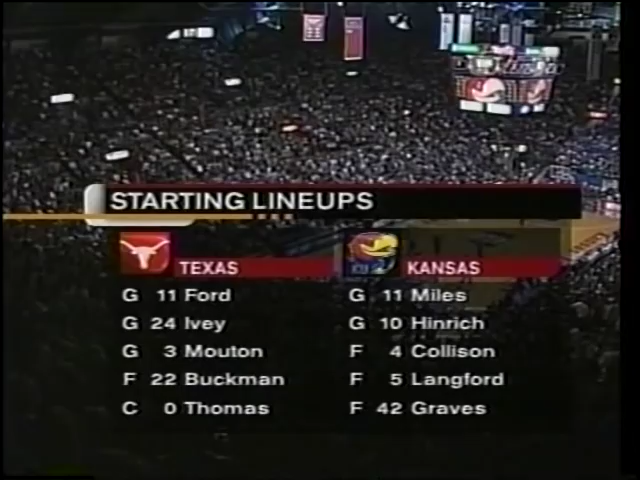 STARTING LINEUPS
TEXAS
G 11 Ford
G 24 Ivey
G 3 Mouton
F 22 Buckman
C 0 Thomas
KANSAS
G 11 Miles
G 10 Hinrich
F 4 Collison
F 5 Langford
F 42 Graves